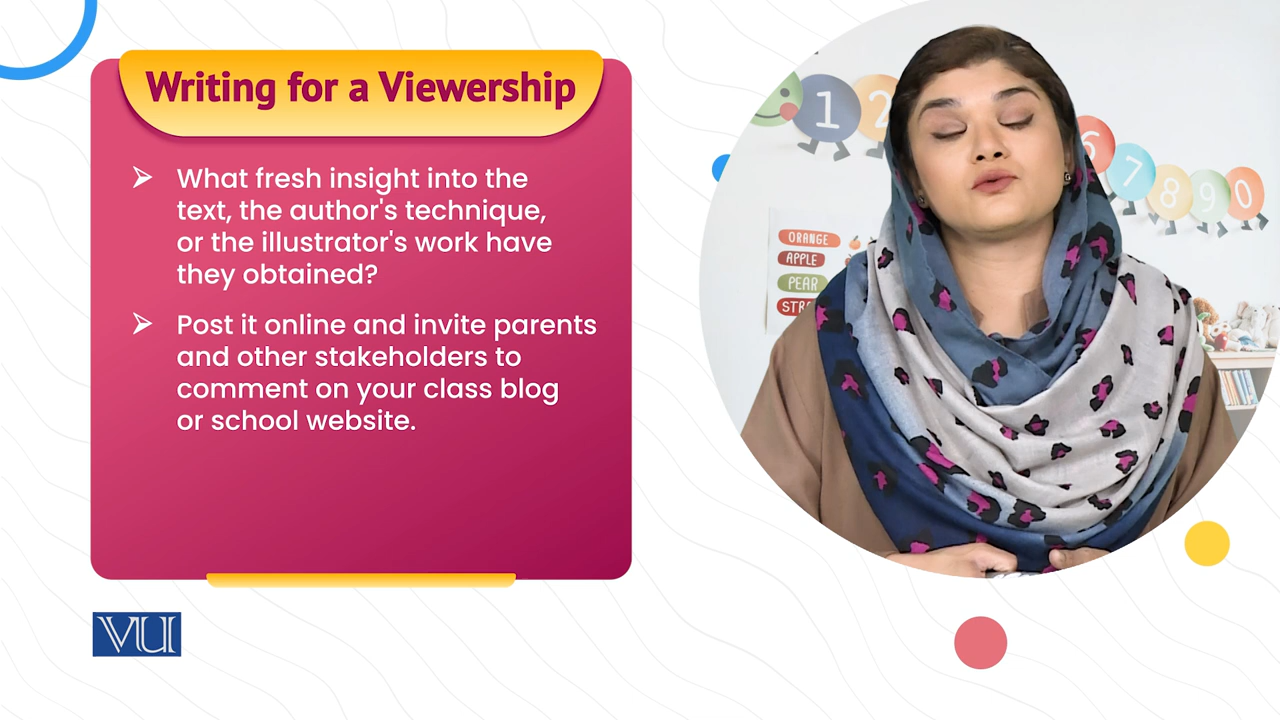 Writing for a Viewership
What fresh insight into the
text, the author's technique,
or the illustrator's work have
they obtained?
Post it online and invite parents
and other stakeholders to
comment on your class blog
or school website.
VU
1 2
6 7 8 9 0
ORANGE
APPLE
PEAR